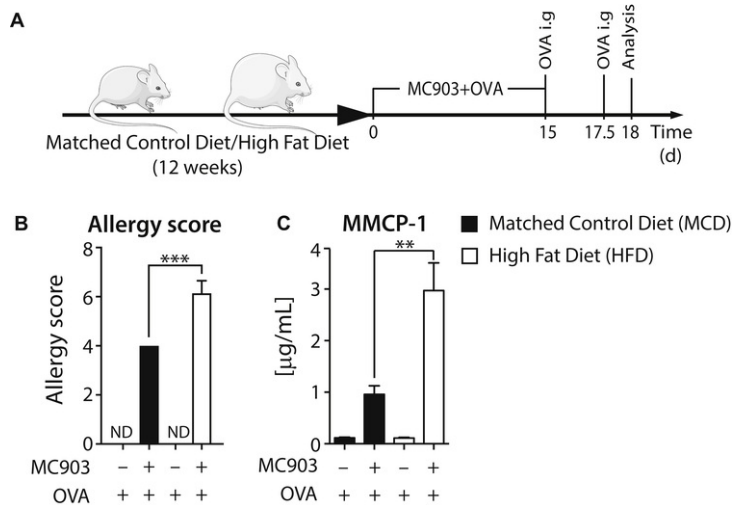 A
OVA i.g
OVA i.g
Analysis
MC903+OVA
0
15
17.5
18
Time
(d)
Matched Control Diet/High Fat Diet
(12 weeks)
B
Allergy score
Allergy score
8
6
4
2
0
***
ND
ND
MC903
− + − +
OVA
+ + + +
C
MMCP-1
[µg/mL]
4
3
2
1
0
**
MC903
− + − +
OVA
+ + + +
Matched Control Diet (MCD)
High Fat Diet (HFD)